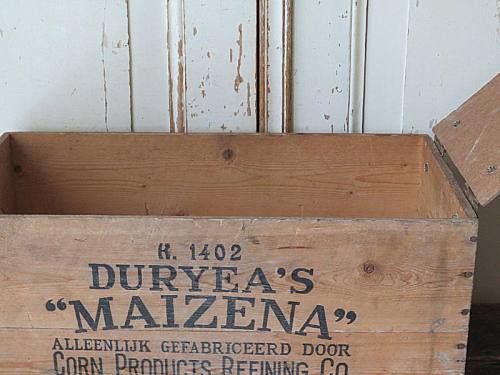 K. 1402
DURYEA'S
"MAIZENA"
ALLEENLIJK GEFABRICEERD DOOR
CORN PRODUCTS REFINING CO